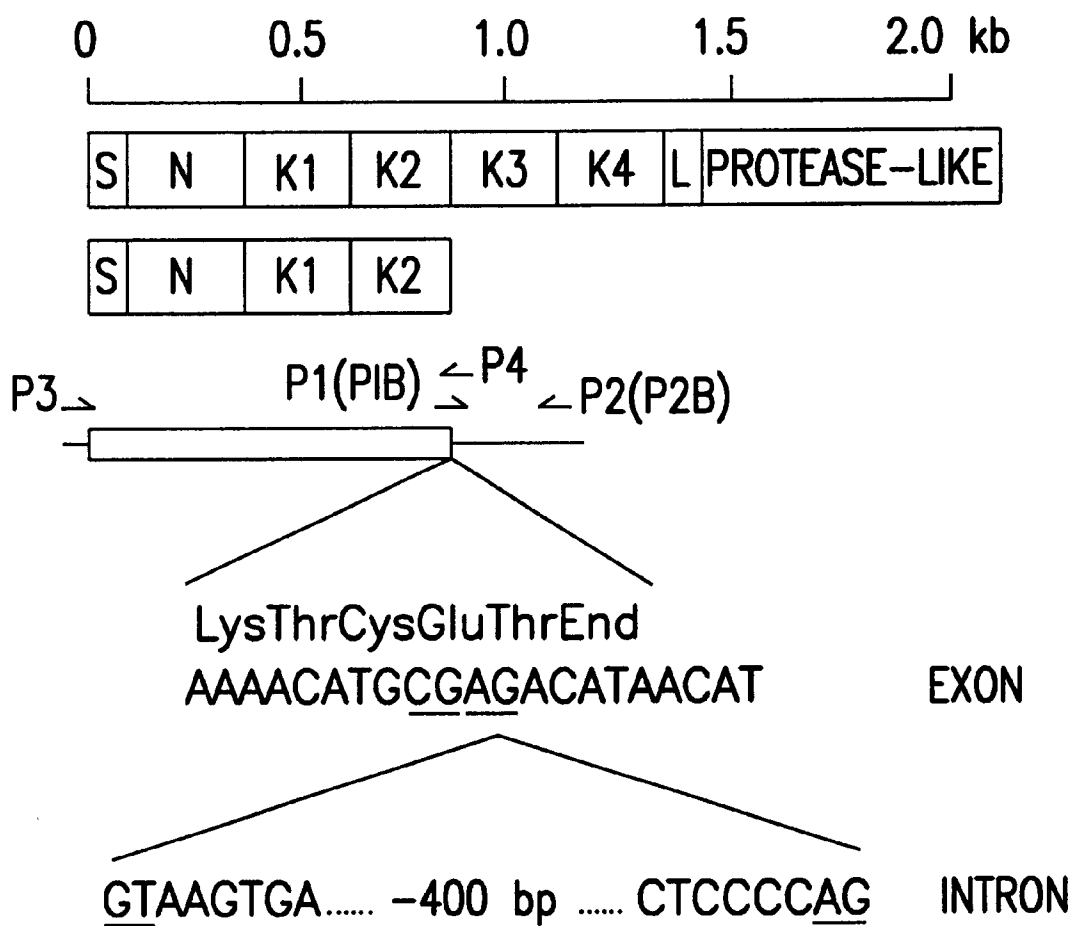 0 0.5 1.0 1.5 2.0 kb
S N K1 K2 K3 K4 L PROTEASE-LIKE
S N K1 K2
P3 P1(PIB) P4 P2(P2B)
LysThrCysGluThrEnd
AAAACATGCGAGACATAACAT EXON
GTAAGTGA...... -400 bp ...... CTCCCCAG INTRON